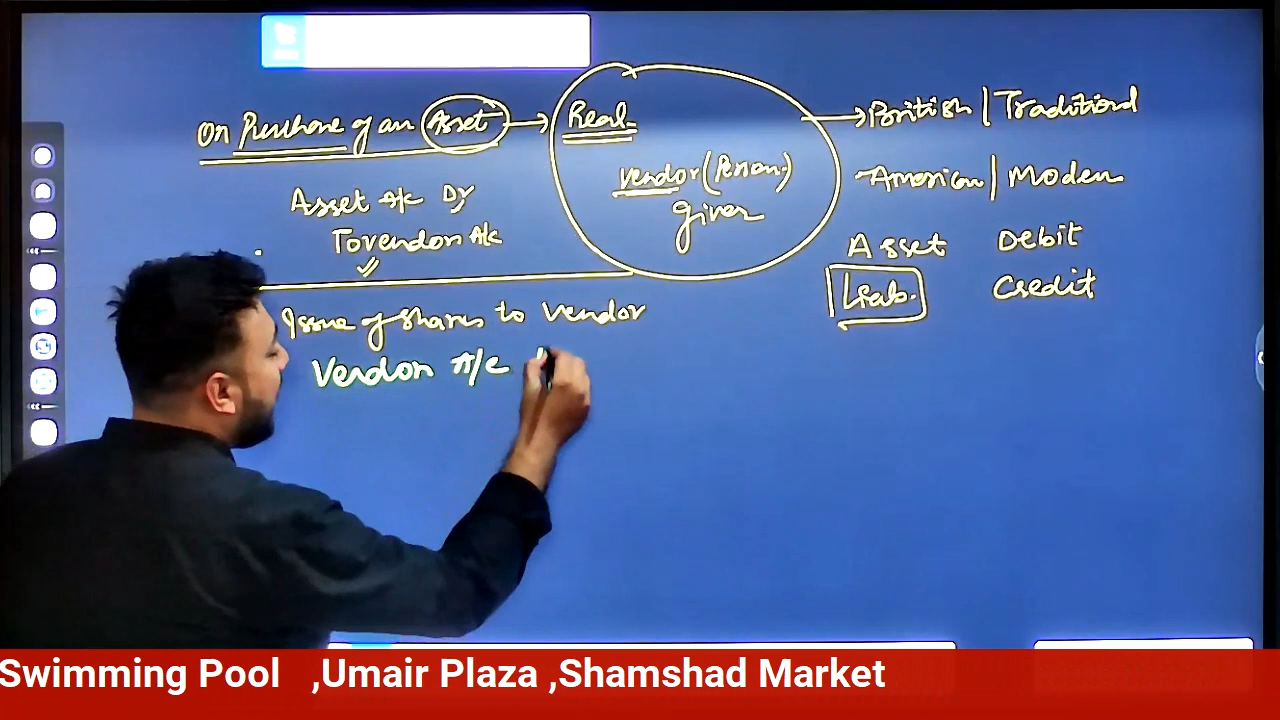 On Purchase of an Asset → Real
Asset A/c Dr
To vendor A/c
Issue of shares to vendor
Vendor A/c
vendor (Person)
giver
→ British | Traditional
American | Modern
Asset Debit
Liab. Credit
Swimming Pool ,Umair Plaza ,Shamshad Market